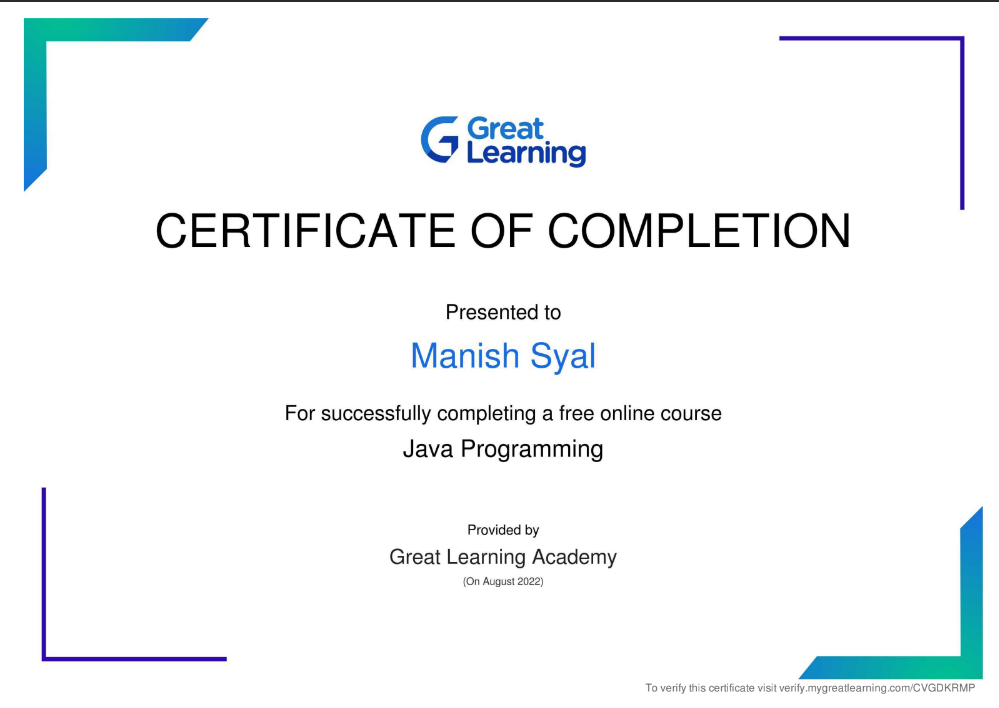 Great
Learning
CERTIFICATE OF COMPLETION
Presented to
Manish Syal
For successfully completing a free online course
Java Programming
Provided by
Great Learning Academy
(On August 2022)
To verify this certificate visit verify.mygreatlearning.com/CVGDKRMP